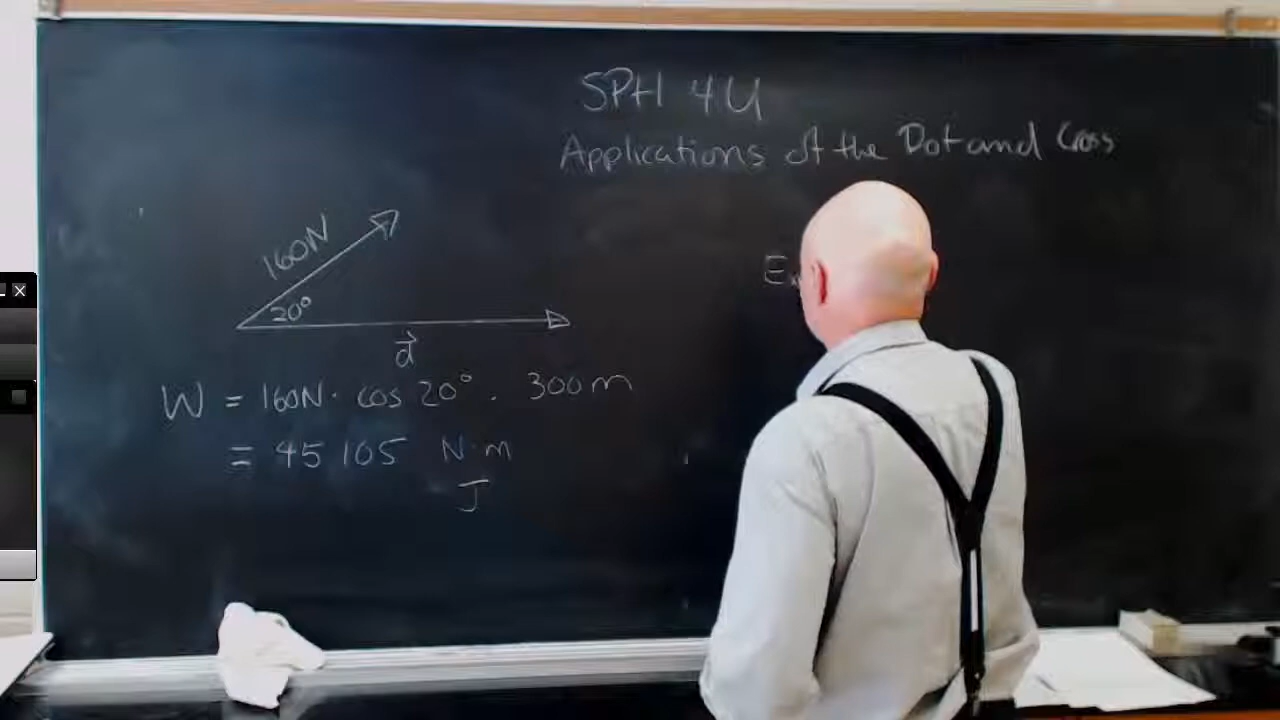 SPH 4U
Applications of the Dot and Cross
160N
20°
d⃗
W = 160N · cos 20° · 300 m
= 45 105 N·m
J